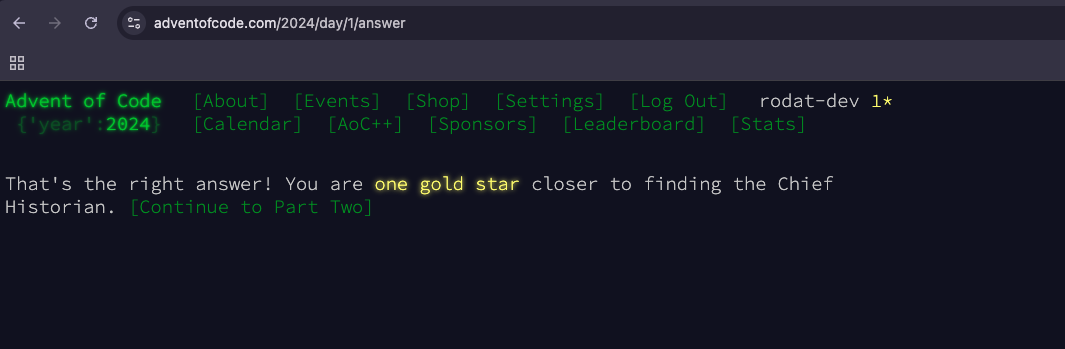 adventofcode.com/2024/day/1/answer
Advent of Code [About] [Events] [Shop] [Settings] [Log Out] rodat-dev 1*
{'year':2024} [Calendar] [AoC++] [Sponsors] [Leaderboard] [Stats]
That's the right answer! You are one gold star closer to finding the Chief
Historian. [Continue to Part Two]